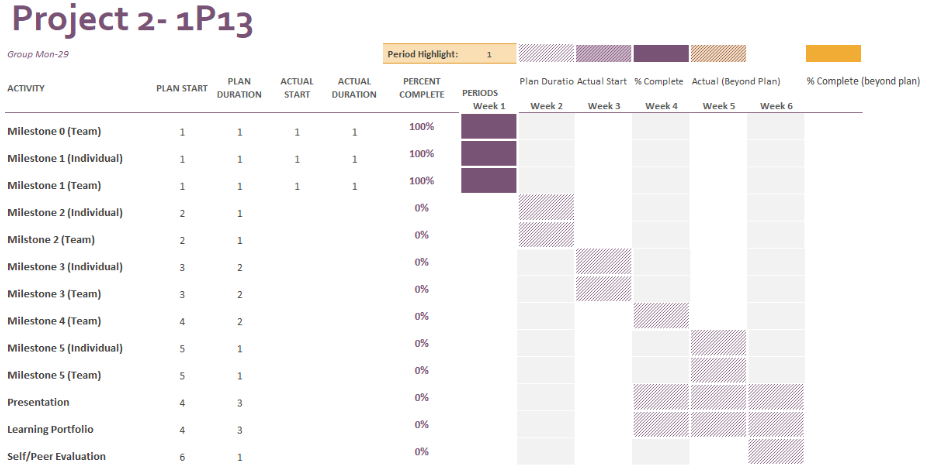 Project 2- 1P13
Group Mon-29
Period Highlight: 1
Plan Duratio Actual Start % Complete Actual (Beyond Plan) % Complete (beyond plan)
ACTIVITY PLAN START PLAN DURATION ACTUAL START ACTUAL DURATION PERCENT COMPLETE PERIODS
Week 1 Week 2 Week 3 Week 4 Week 5 Week 6
Milestone 0 (Team) 1 1 1 1 100%
Milestone 1 (Individual) 1 1 1 1 100%
Milestone 1 (Team) 1 1 1 1 100%
Milestone 2 (Individual) 2 1 0%
Milstone 2 (Team) 2 1 0%
Milestone 3 (Individual) 3 2 0%
Milestone 3 (Team) 3 2 0%
Milestone 4 (Team) 4 2 0%
Milestone 5 (Individual) 5 1 0%
Milestone 5 (Team) 5 1 0%
Presentation 4 3 0%
Learning Portfolio 4 3 0%
Self/Peer Evaluation 6 1 0%